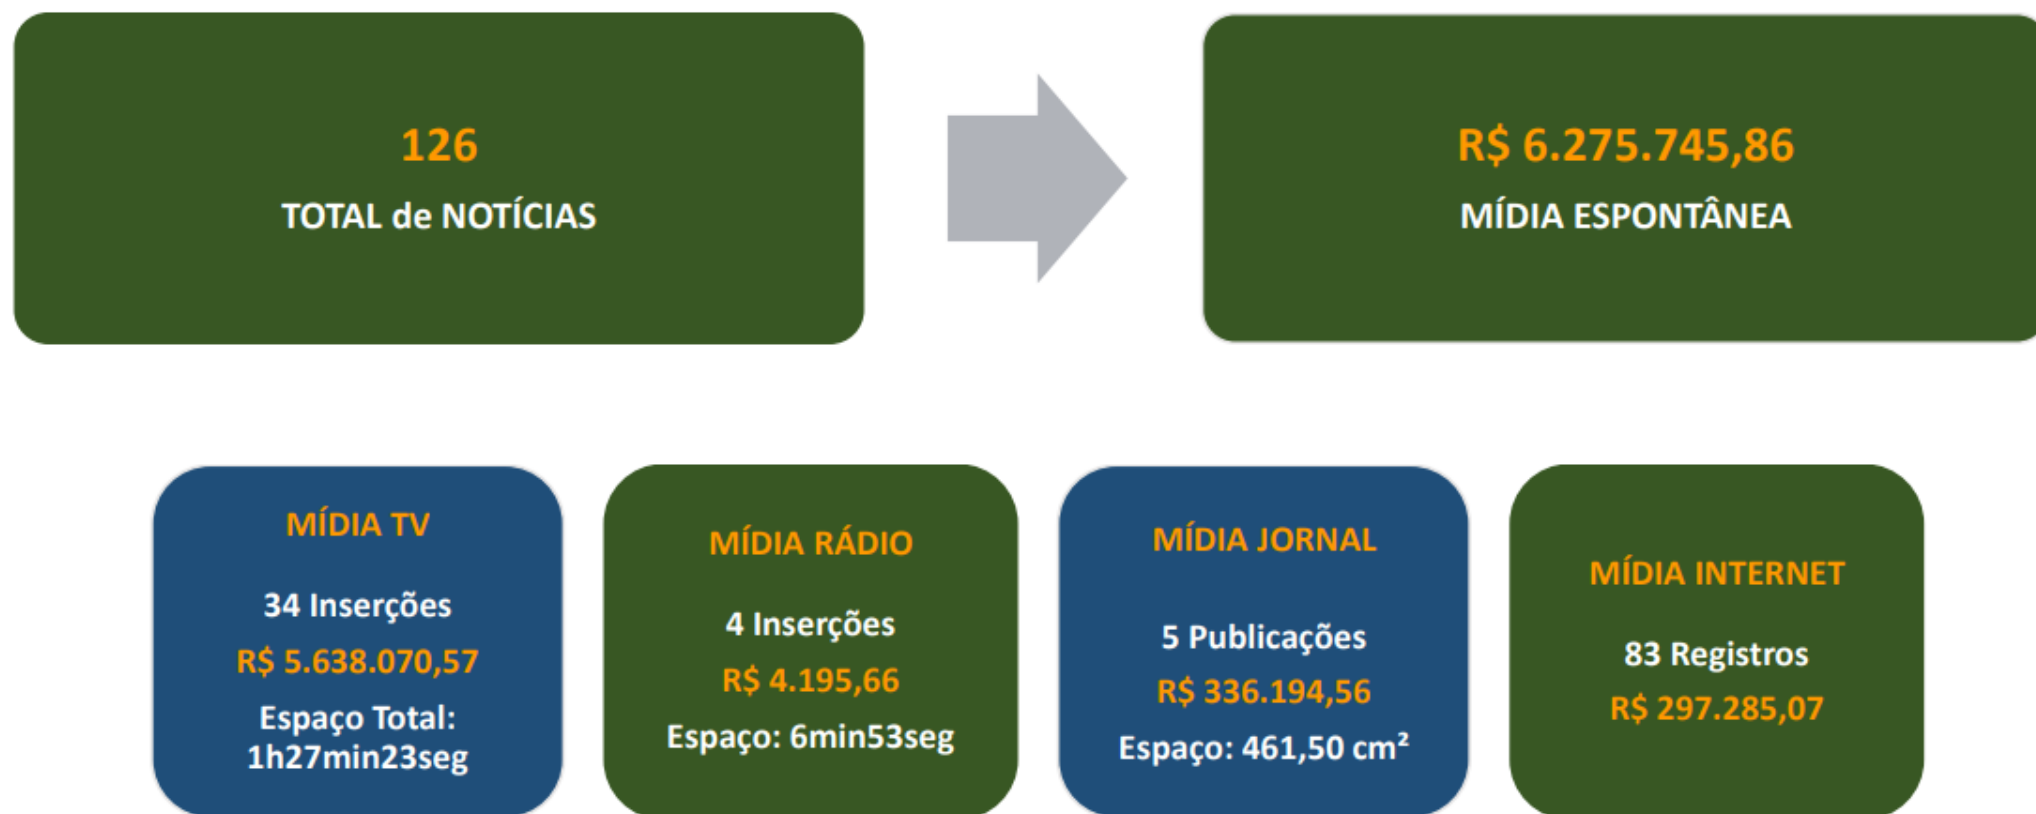 126
TOTAL de NOTÍCIAS
R$ 6.275.745,86
MÍDIA ESPONTÂNEA
MÍDIA TV
34 Inserções
R$ 5.638.070,57
Espaço Total:
1h27min23seg
MÍDIA RÁDIO
4 Inserções
R$ 4.195,66
Espaço: 6min53seg
MÍDIA JORNAL
5 Publicações
R$ 336.194,56
Espaço: 461,50 cm²
MÍDIA INTERNET
83 Registros
R$ 297.285,07